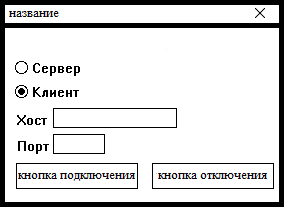 название
Сервер
Клиент
Хост
Порт
кнопка подключения кнопка отключения